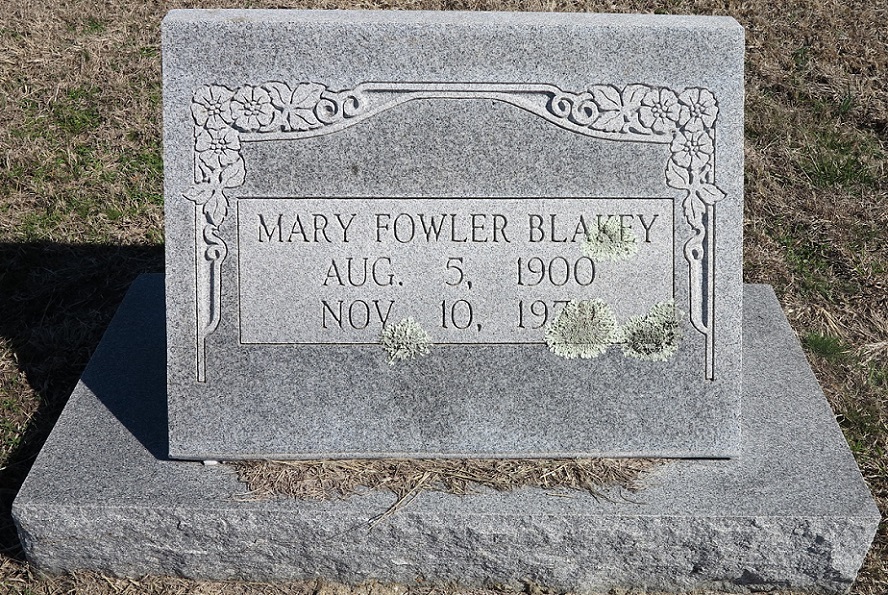 MARY FOWLER BLAKEY
AUG. 5, 1900
NOV. 10,